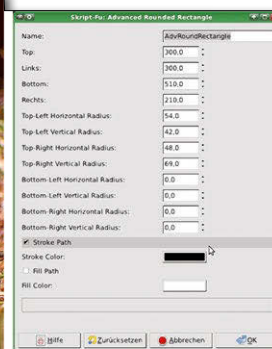 Skript-Fu: Advanced Rounded Rectangle
Name: AdvRoundRectangle
Top: 300,0
Links: 300,0
Bottom: 510,0
Rechts: 210,0
Top-Left Horizontal Radius: 54,0
Top-Left Vertical Radius: 42,0
Top-Right Horizontal Radius: 48,0
Top-Right Vertical Radius: 69,0
Bottom-Left Horizontal Radius: 0,0
Bottom-Left Vertical Radius: 0,0
Bottom-Right Horizontal Radius: 0,0
Bottom-Right Vertical Radius: 0,0
Stroke Path
Stroke Color:
Fill Path
Fill Color:
Hilfe Zurücksetzen Abbrechen OK